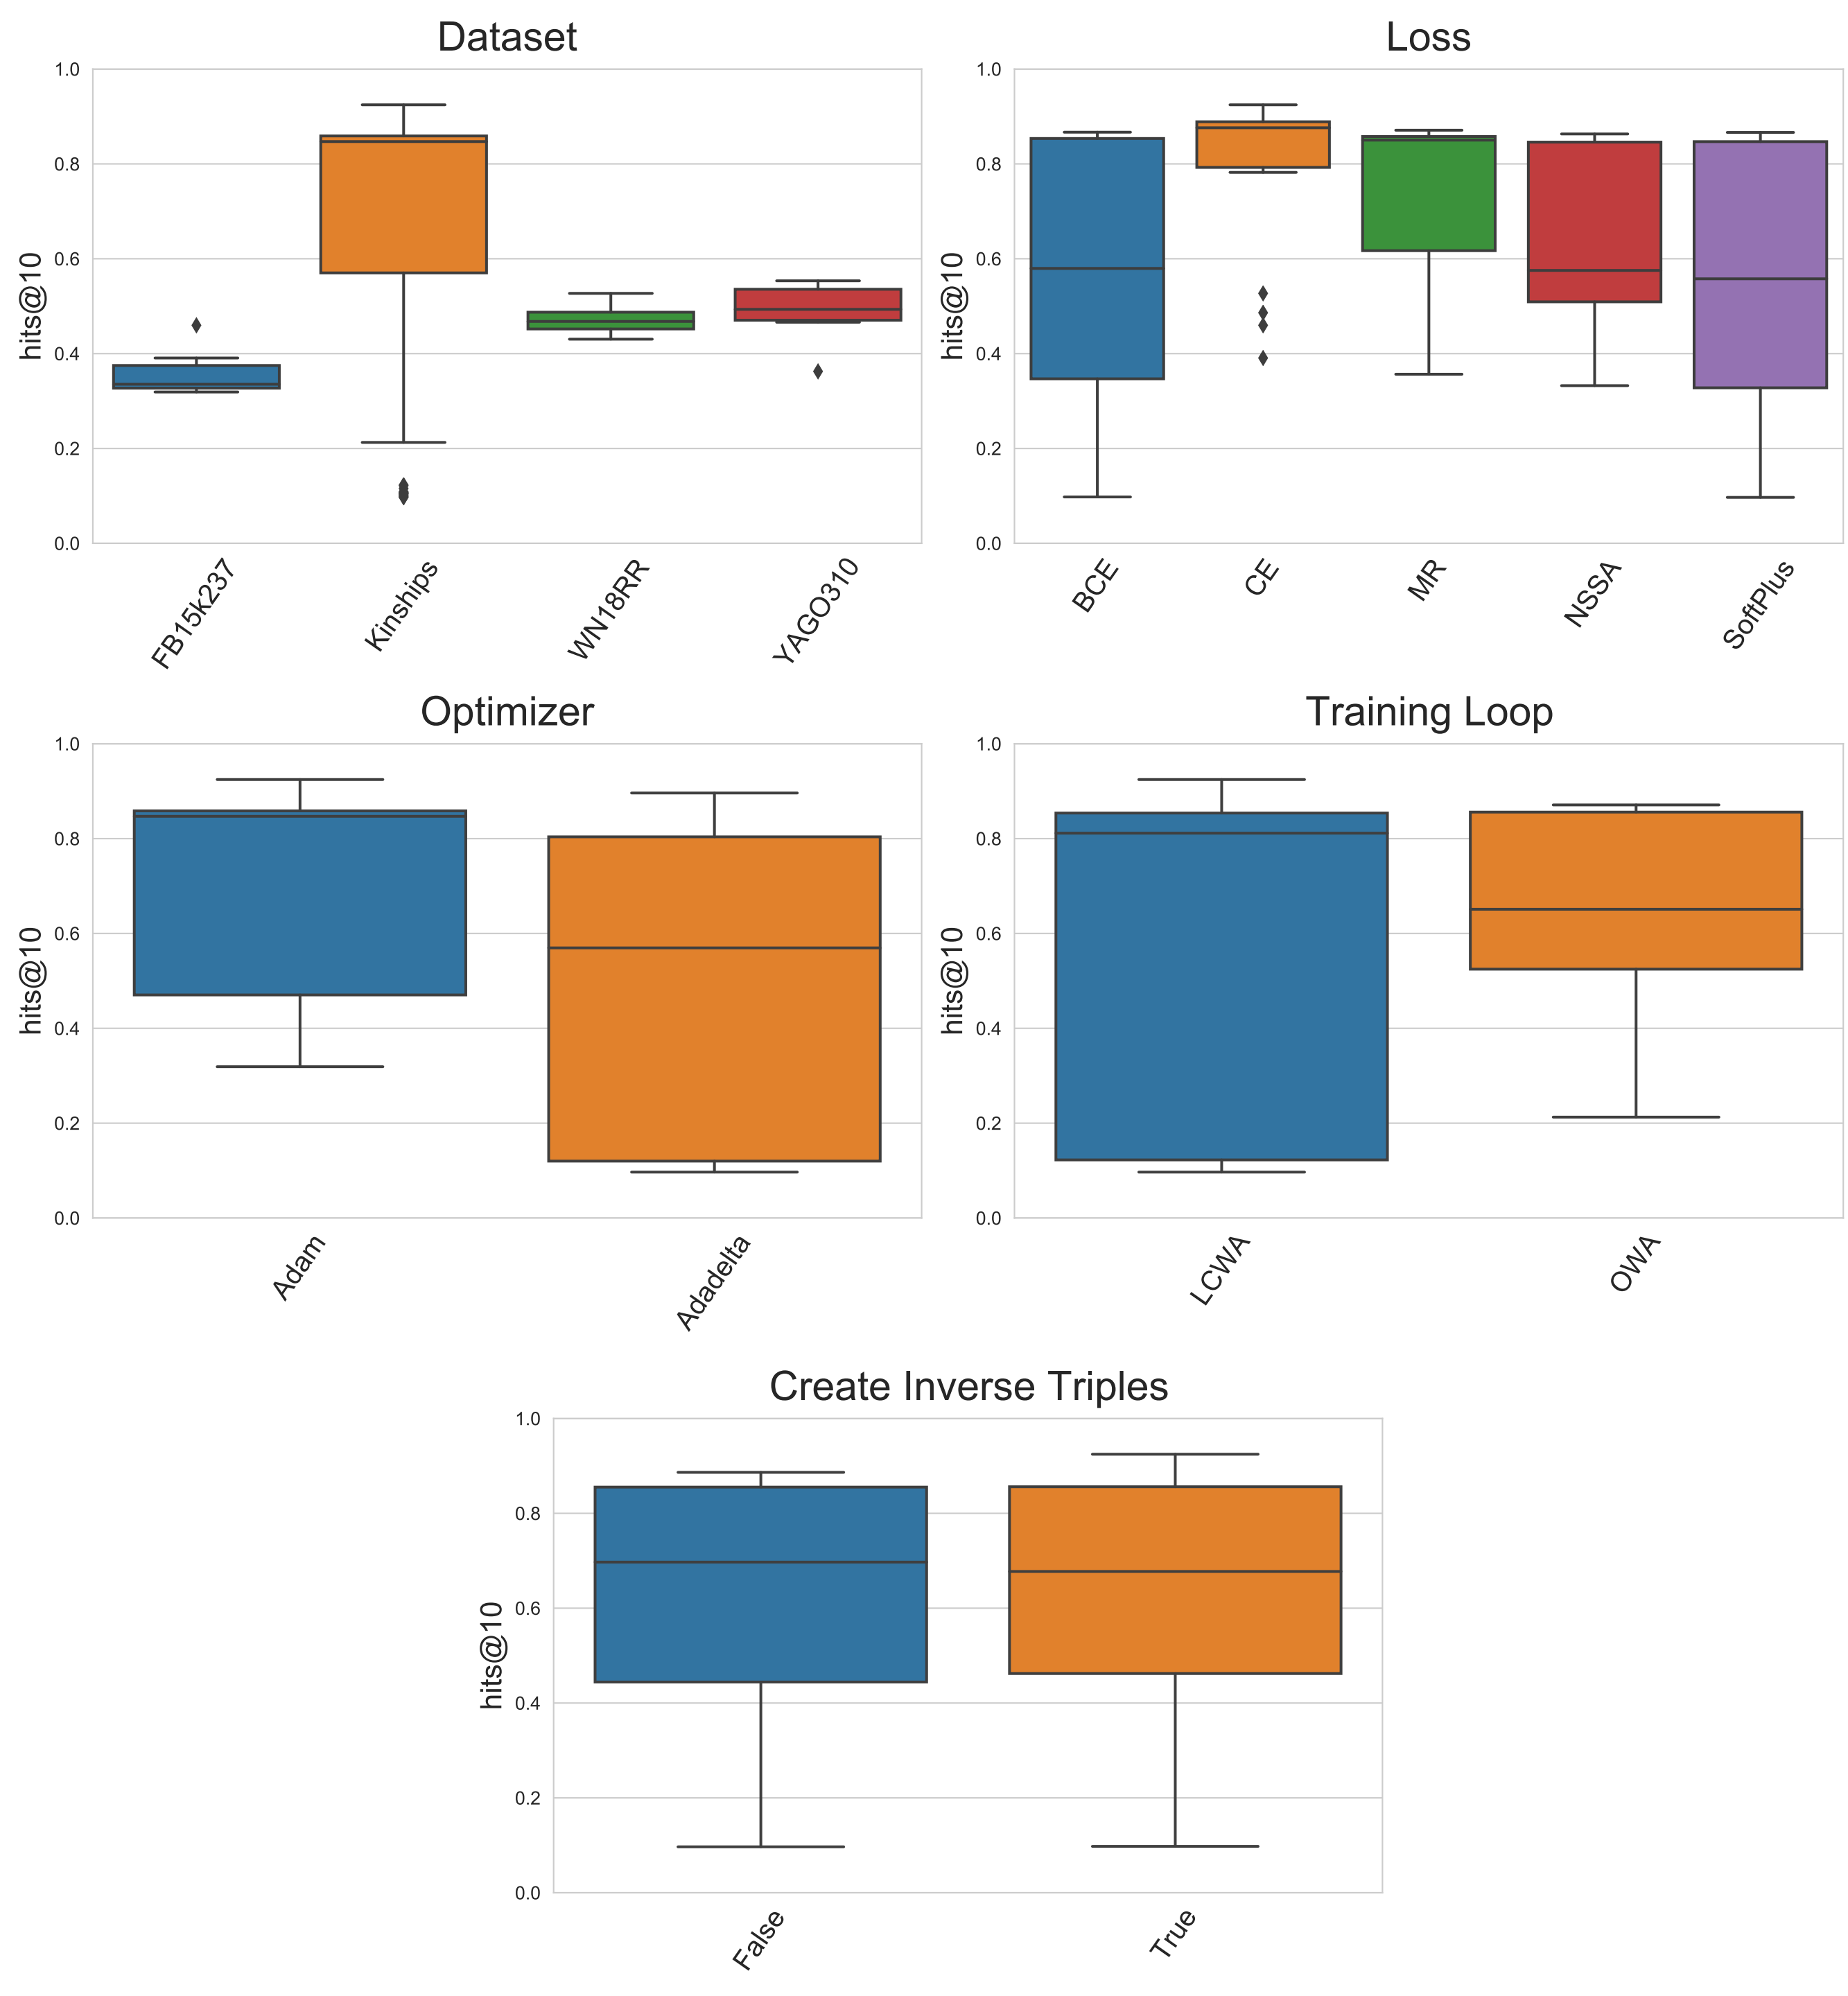 Dataset
1.0
0.8
0.6
0.4
0.2
0.0
hits@10
FB15k237
Kinships
WN18RR
YAGO310
Loss
1.0
0.8
0.6
0.4
0.2
0.0
hits@10
BCE
CE
MR
NSSA
SoftPlus
Optimizer
1.0
0.8
0.6
0.4
0.2
0.0
hits@10
Adam
Adadelta
Training Loop
1.0
0.8
0.6
0.4
0.2
0.0
hits@10
LCWA
OWA
Create Inverse Triples
1.0
0.8
0.6
0.4
0.2
0.0
hits@10
False
True